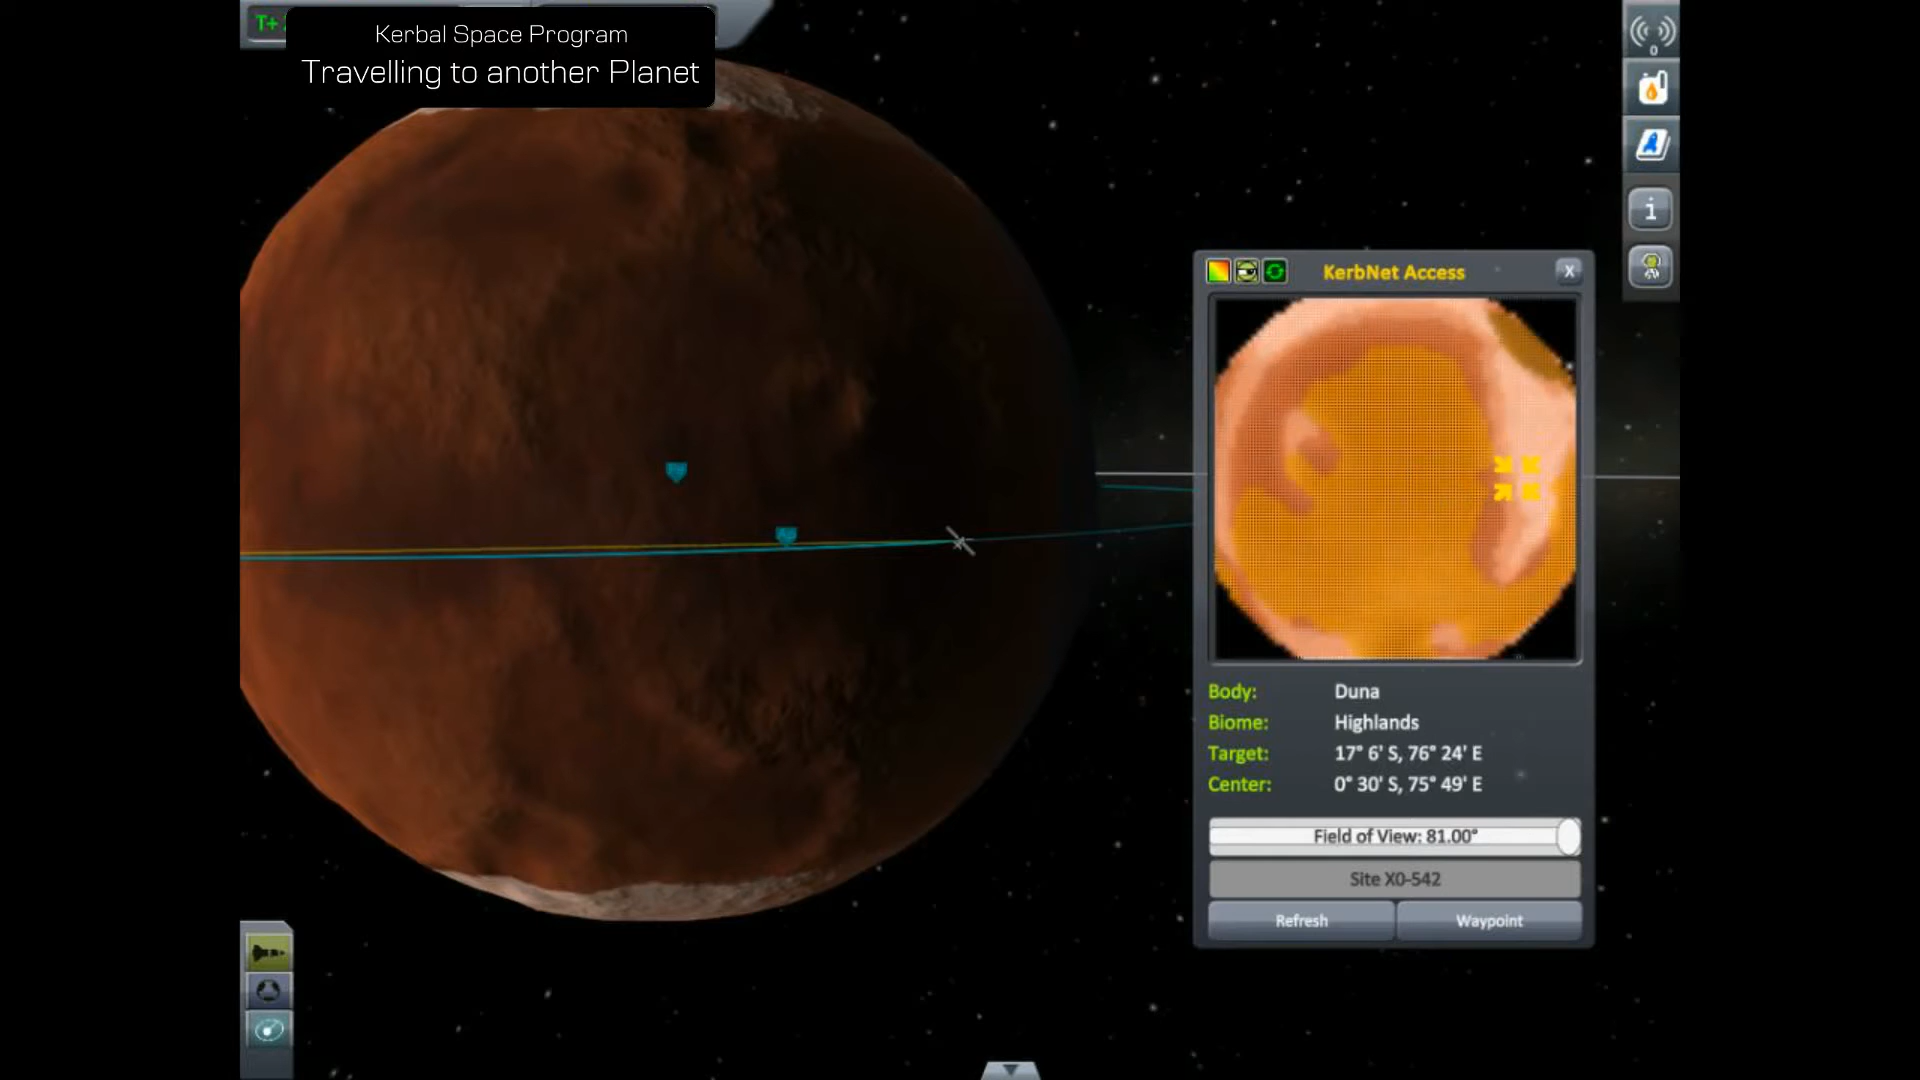 T+
Kerbal Space Program
Travelling to another Planet
0
i
KerbNet Access
X
Body: Duna
Biome: Highlands
Target: 17° 6' S, 76° 24' E
Center: 0° 30' S, 75° 49' E
Field of View: 81.00°
Site X0-542
Refresh Waypoint